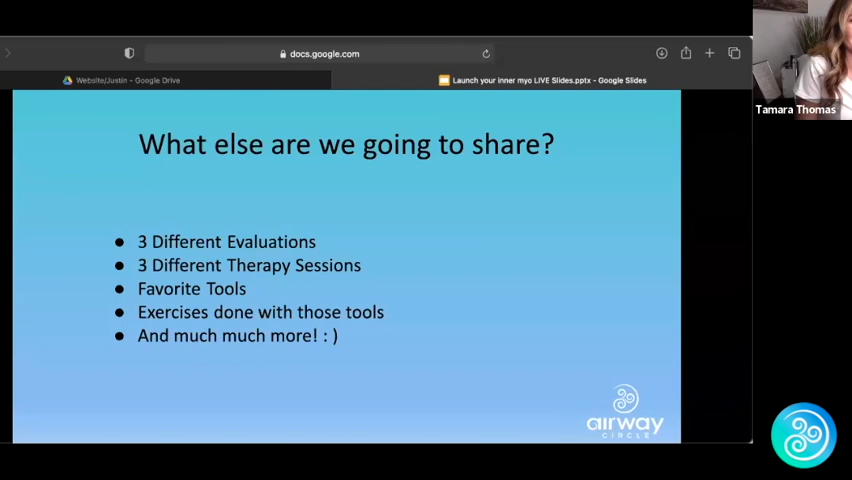 docs.google.com
Website/Justin - Google Drive
Launch your inner myo LIVE Slides.pptx - Google Slides
Tamara Thomas
What else are we going to share?
● 3 Different Evaluations
● 3 Different Therapy Sessions
● Favorite Tools
● Exercises done with those tools
● And much much more! : )
airway
CIRCLE